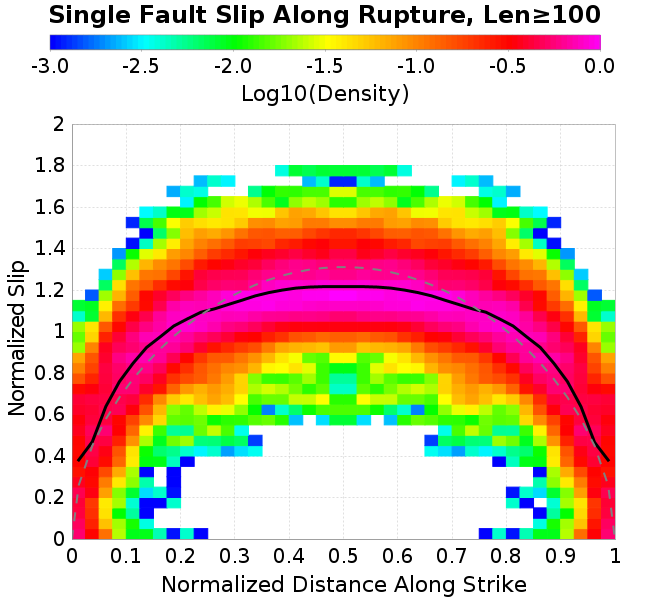 Single Fault Slip Along Rupture, Len≥100
-3.0 -2.5 -2.0 -1.5 -1.0 -0.5 0.0
Log10(Density)
2
1.8
1.6
1.4
1.2
1
0.8
0.6
0.4
0.2
0
Normalized Slip
0 0.1 0.2 0.3 0.4 0.5 0.6 0.7 0.8 0.9 1
Normalized Distance Along Strike